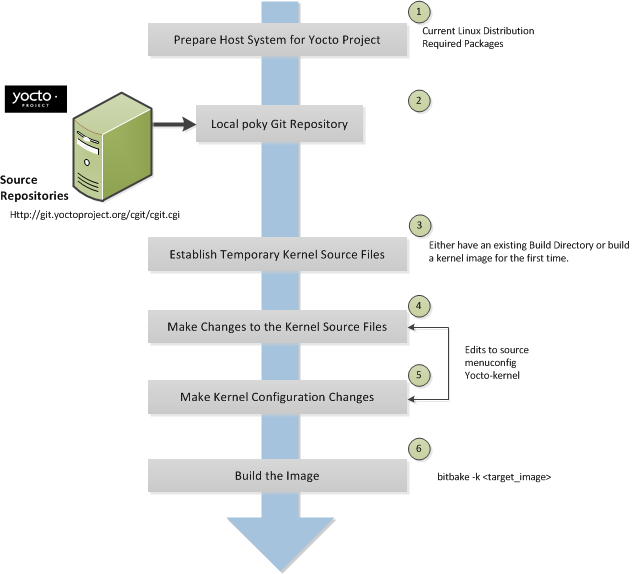 1
Prepare Host System for Yocto Project
Current Linux Distribution
Required Packages
yocto ·
PROJECT
2
Local poky Git Repository
Source
Repositories
Http://git.yoctoproject.org/cgit/cgit.cgi
3
Establish Temporary Kernel Source Files
Either have an existing Build Directory or build
a kernel image for the first time.
4
Make Changes to the Kernel Source Files
Edits to source
menuconfig
Yocto-kernel
5
Make Kernel Configuration Changes
6
Build the Image
bitbake -k <target_image>